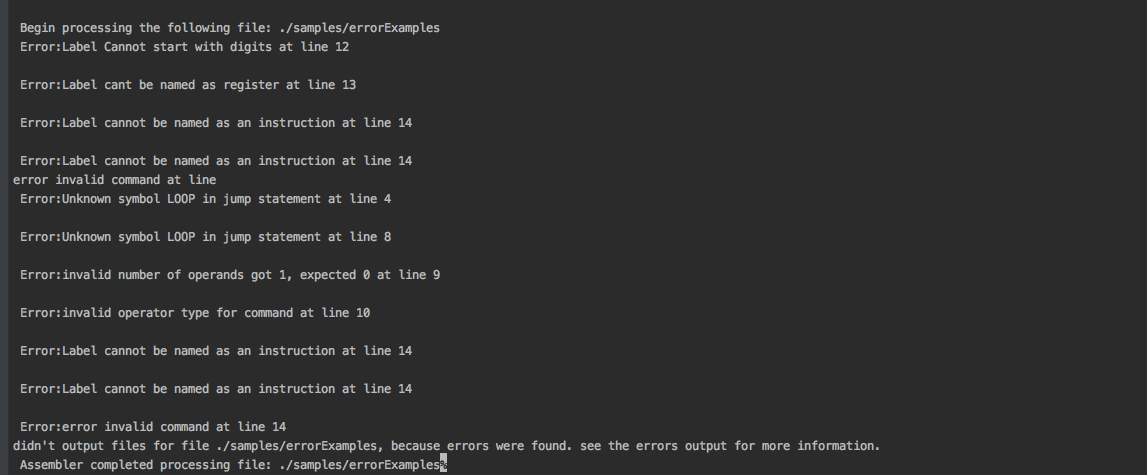 Begin processing the following file: ./samples/errorExamples
Error:Label Cannot start with digits at line 12
Error:Label cant be named as register at line 13
Error:Label cannot be named as an instruction at line 14
Error:Label cannot be named as an instruction at line 14
error invalid command at line
Error:Unknown symbol LOOP in jump statement at line 4
Error:Unknown symbol LOOP in jump statement at line 8
Error:invalid number of operands got 1, expected 0 at line 9
Error:invalid operator type for command at line 10
Error:Label cannot be named as an instruction at line 14
Error:Label cannot be named as an instruction at line 14
Error:error invalid command at line 14
didn't output files for file ./samples/errorExamples, because errors were found. see the errors output for more information.
Assembler completed processing file: ./samples/errorExamples%